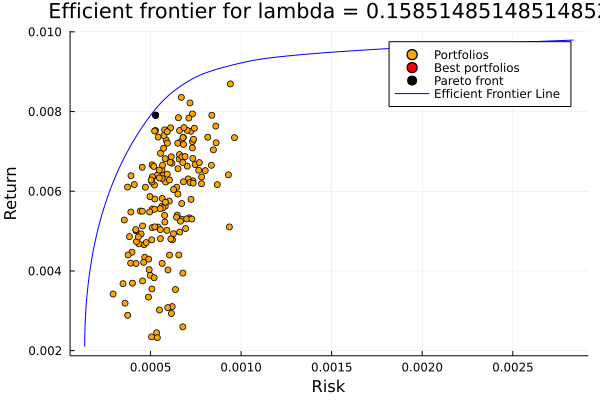 Efficient frontier for lambda = 0.1585148514851485
0.010
0.008
0.006
0.004
0.002
Return
Portfolios
Best portfolios
Pareto front
Efficient Frontier Line
0.0005 0.0010 0.0015 0.0020 0.0025
Risk